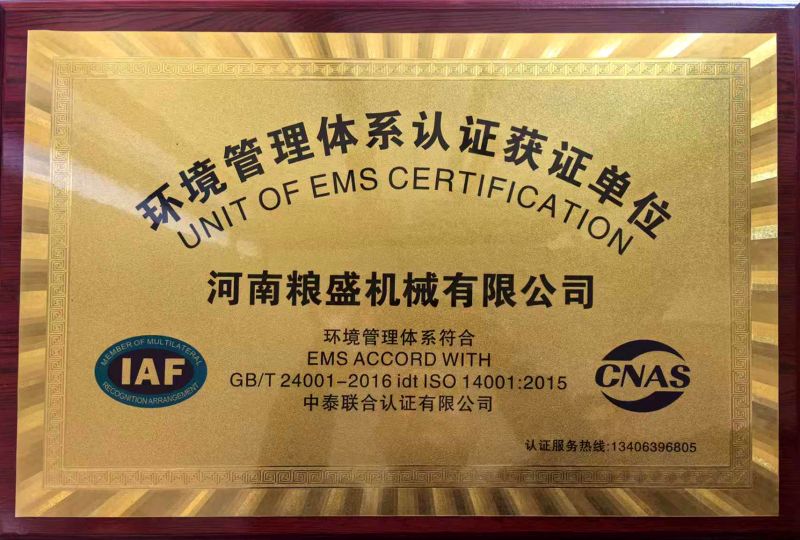 环境管理体系认证获证单位
UNIT OF EMS CERTIFICATION
河南粮盛机械有限公司
环境管理体系符合
EMS ACCORD WITH
GB/T 24001-2016 idt ISO 14001:2015
中泰联合认证有限公司
MEMBER OF MULTILATERAL
IAF
RECOGNITION ARRANGEMENT
CNAS
认证服务热线:13406396805